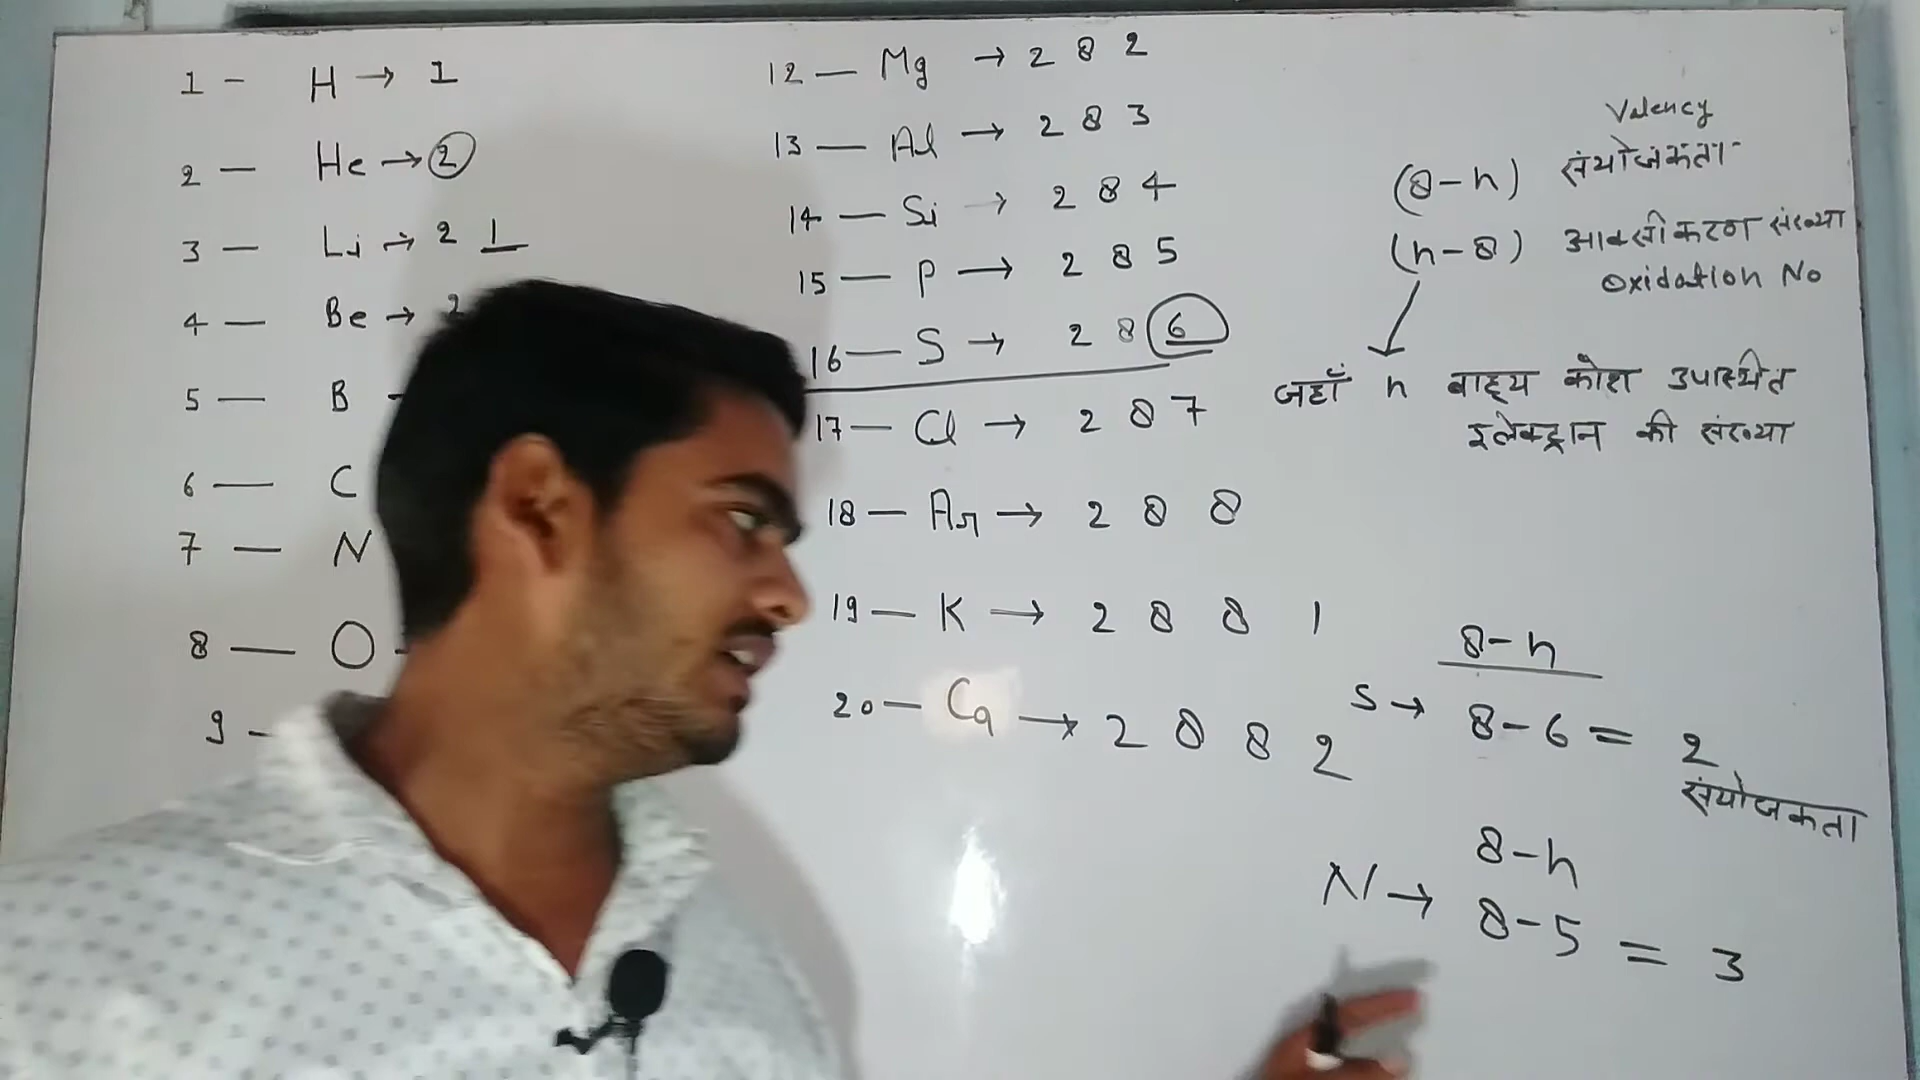 1 - H → 1
2 — He → 2
3 — Li → 2 1
4 — Be → 2
5 — B -
6 — C
7 — N
8 — O -
9 -
12 — Mg → 2 8 2
13 — Al → 2 8 3
14 — Si → 2 8 4
15 — P → 2 8 5
16 — S → 2 8 6
17 — Cl → 2 8 7
18 — Ar → 2 8 8
19 — K → 2 8 8 1
20 — Ca → 2 8 8 2
Valency
(8-n) संयोजकता
(n-8) आक्सीकरण संख्या
Oxidation No
जहाँ n बाह्य कोश उपस्थित
इलेक्ट्रान की संख्या
8-n
S → 8-6 = 2
संयोजकता
8-n
N → 8-5 = 3